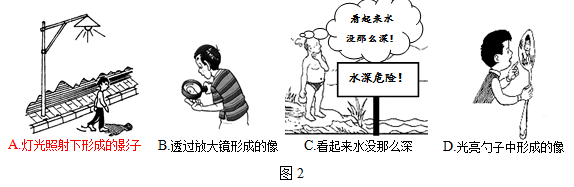 看起来水
没那么深!
水深危险!
A.灯光照射下形成的影子
B.透过放大镜形成的像
C.看起来水没那么深
D.光亮勺子中形成的像
图2